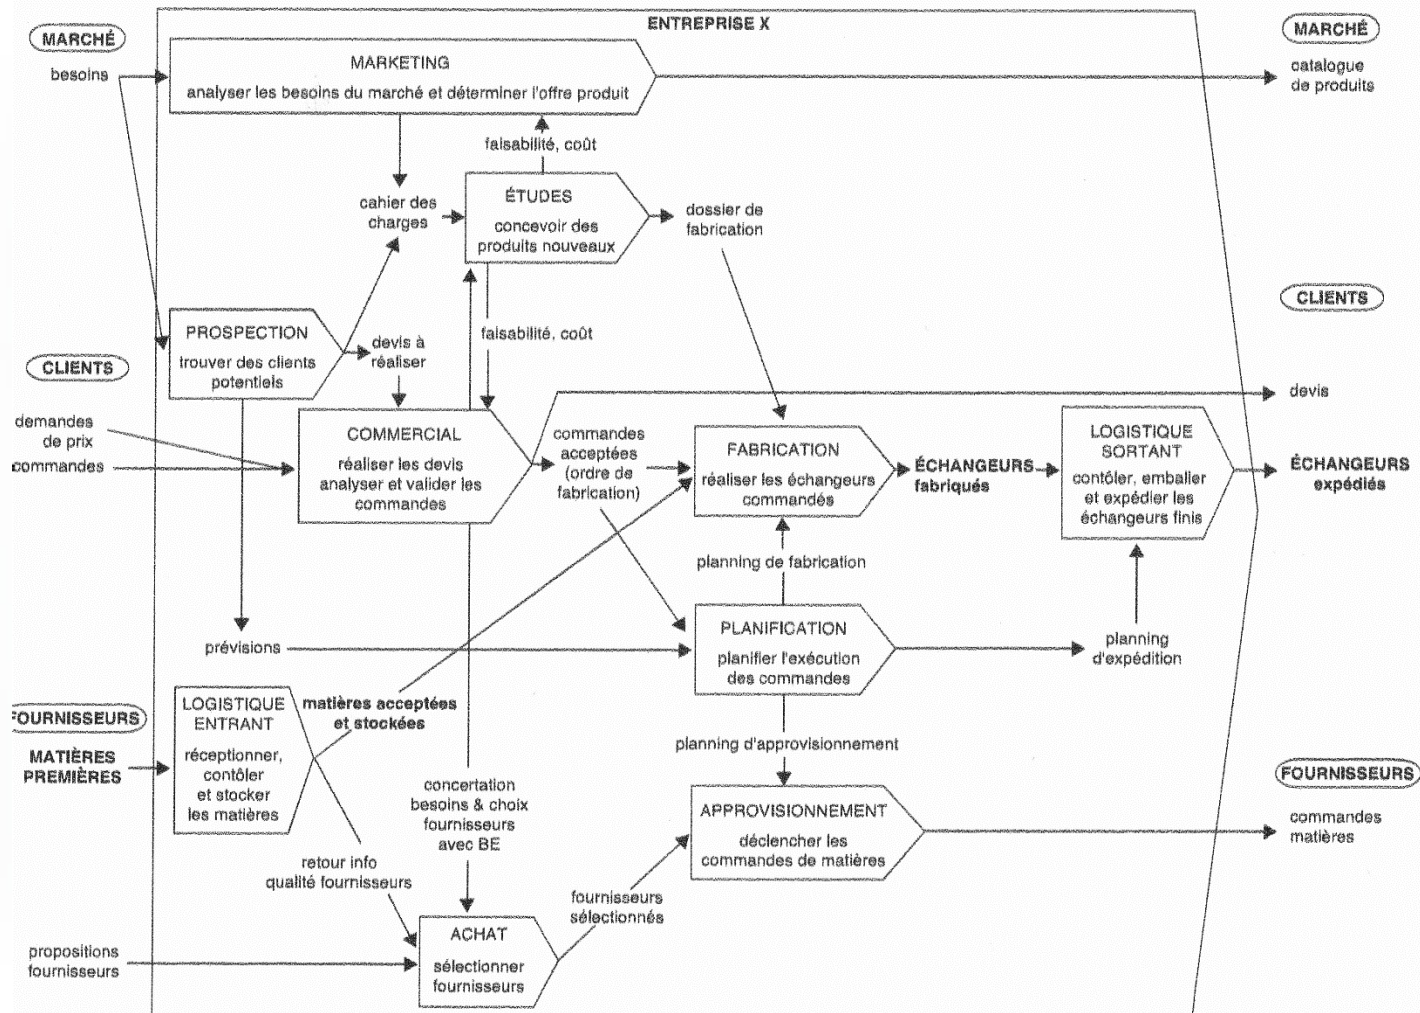 ENTREPRISE X
MARCHÉ
besoins
MARKETING
analyser les besoins du marché et déterminer l'offre produit
MARCHÉ
catalogue
de produits
faisabilité, coût
cahier des
charges
ÉTUDES
concevoir des
produits nouveaux
dossier de
fabrication
PROSPECTION
trouver des clients
potentiels
devis à
réaliser
faisabilité, coût
CLIENTS
devis
CLIENTS
demandes
de prix
commandes
COMMERCIAL
réaliser les devis
analyser et valider les
commandes
commandes
acceptées
(ordre de
fabrication)
FABRICATION
réaliser les échangeurs
commandés
ÉCHANGEURS
fabriqués
LOGISTIQUE
SORTANT
contôler, emballer
et expédier les
échangeurs finis
ÉCHANGEURS
expédiés
planning de fabrication
prévisions
PLANIFICATION
planifier l'exécution
des commandes
planning
d'expédition
FOURNISSEURS
MATIÈRES
PREMIÈRES
LOGISTIQUE
ENTRANT
réceptionner,
contôler
et stocker
les matières
matières acceptées
et stockées
planning d'approvisionnement
concertation
besoins & choix
fournisseurs
avec BE
APPROVISIONNEMENT
déclencher les
commandes de matières
FOURNISSEURS
commandes
matières
retour info
qualité fournisseurs
fournisseurs
sélectionnés
propositions
fournisseurs
ACHAT
sélectionner
fournisseurs